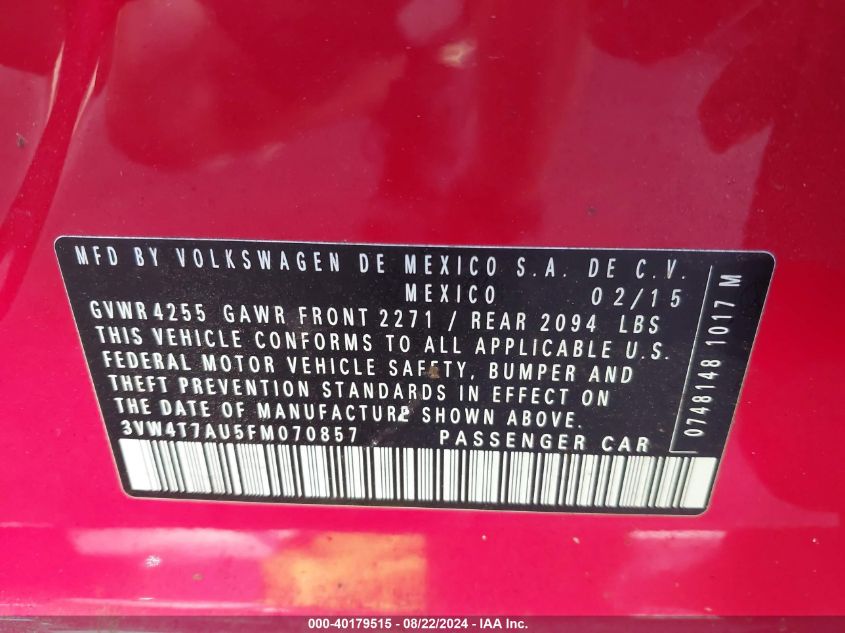 MFD BY VOLKSWAGEN DE MEXICO S.A. DE C.V.
MEXICO 02/15
GVWR 4255 GAWR FRONT 2271 / REAR 2094 LBS
THIS VEHICLE CONFORMS TO ALL APPLICABLE U.S.
FEDERAL MOTOR VEHICLE SAFETY, BUMPER AND
THEFT PREVENTION STANDARDS IN EFFECT ON
THE DATE OF MANUFACTURE SHOWN ABOVE.
3VW4T7AU5FM070857 PASSENGER CAR
0748148 1017 M
000-40179515 - 08/22/2024 - IAA Inc.